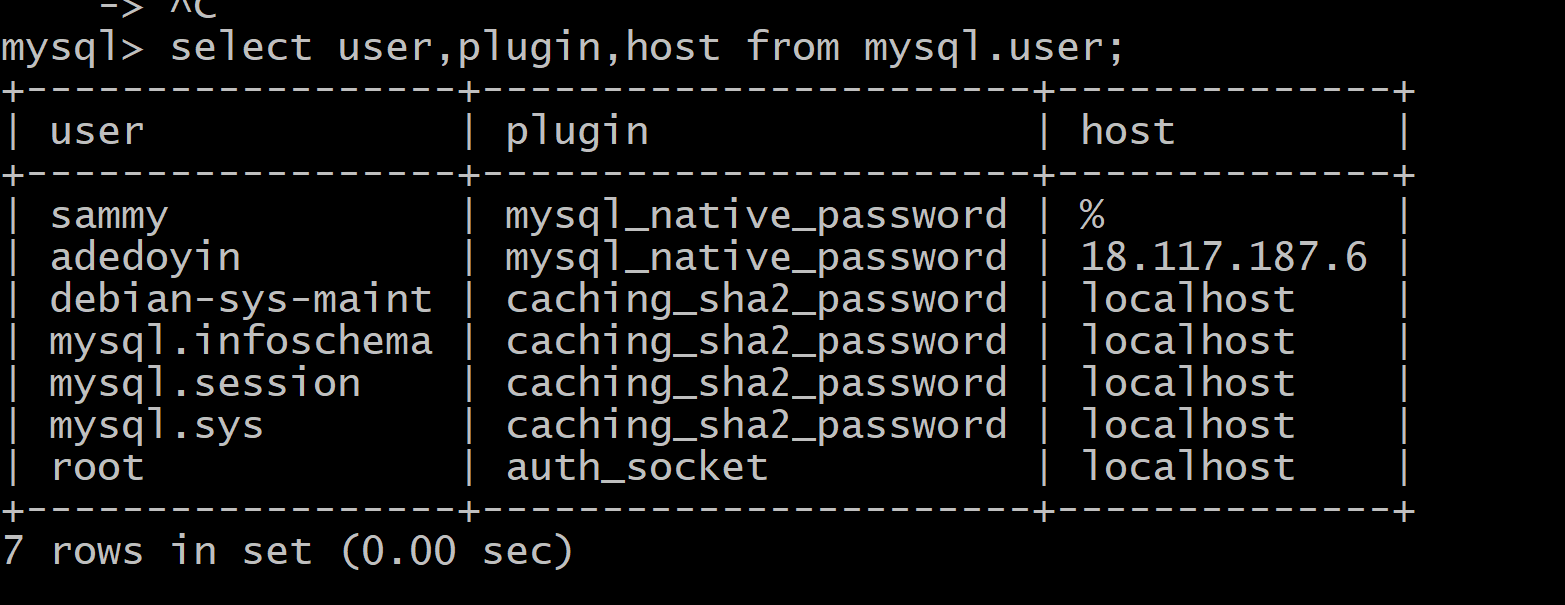 -> ^C
mysql> select user,plugin,host from mysql.user;
+------------------+-----------------------+--------------+
| user             | plugin                | host         |
+------------------+-----------------------+--------------+
| sammy            | mysql_native_password | %            |
| adedoyin         | mysql_native_password | 18.117.187.6 |
| debian-sys-maint | caching_sha2_password | localhost    |
| mysql.infoschema | caching_sha2_password | localhost    |
| mysql.session    | caching_sha2_password | localhost    |
| mysql.sys        | caching_sha2_password | localhost    |
| root             | auth_socket           | localhost    |
+------------------+-----------------------+--------------+
7 rows in set (0.00 sec)